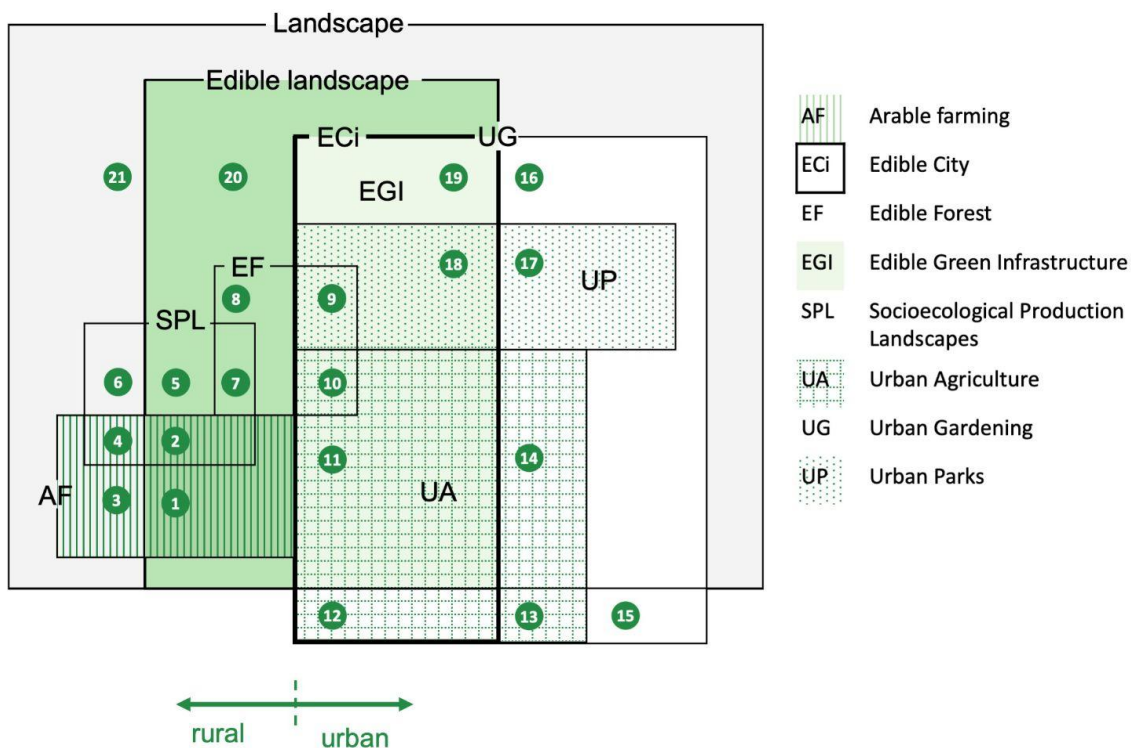 Landscape
Edible landscape
ECi
UG
21
20
EGI
19
16
18
17
UP
EF
8
9
SPL
6
5
7
10
4
2
11
14
UA
AF
3
1
12
13
15
rural
urban
AF Arable farming
ECi Edible City
EF Edible Forest
EGI Edible Green Infrastructure
SPL Socioecological Production
Landscapes
UA Urban Agriculture
UG Urban Gardening
UP Urban Parks